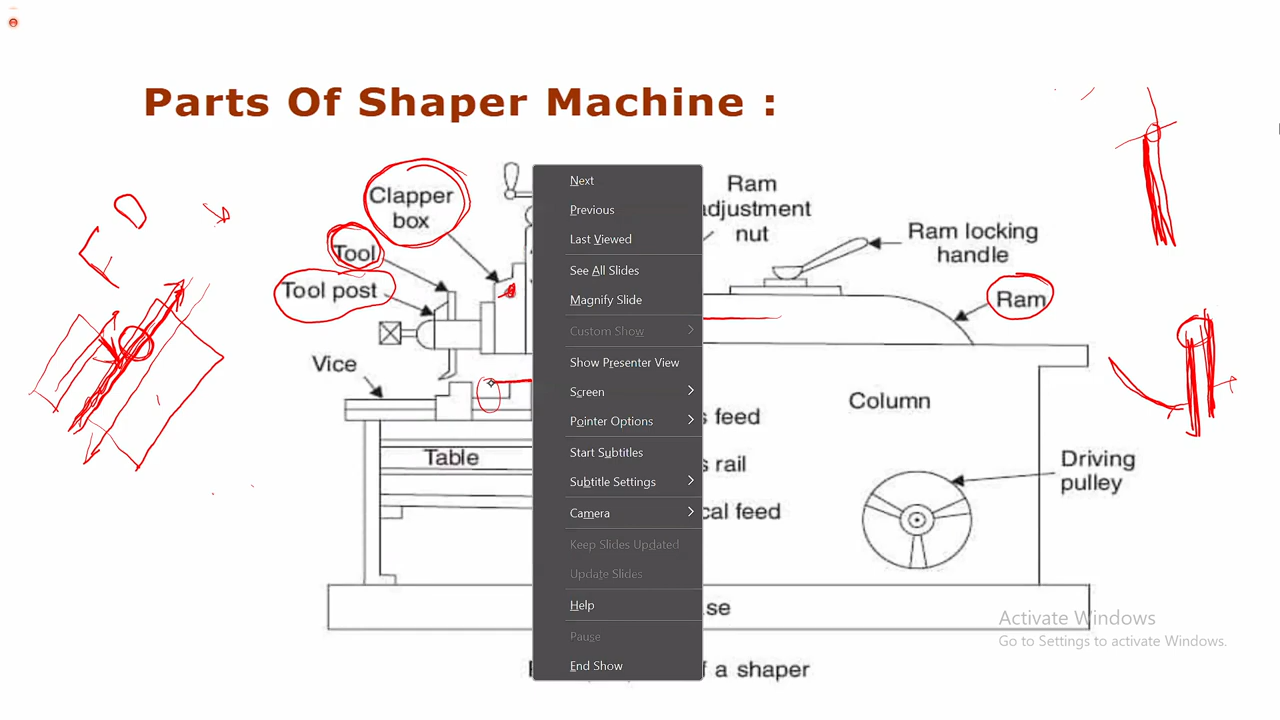 Parts Of Shaper Machine :
Clapper
box
Tool
Tool post
Vice
Table
Ram
adjustment
nut
Ram locking
handle
Ram
Column
s feed
s rail
cal feed
Driving
pulley
se
of a shaper
Next
Previous
Last Viewed
See All Slides
Magnify Slide
Custom Show
Show Presenter View
Screen
Pointer Options
Start Subtitles
Subtitle Settings
Camera
Keep Slides Updated
Update Slides
Help
Pause
End Show
Activate Windows
Go to Settings to activate Windows.